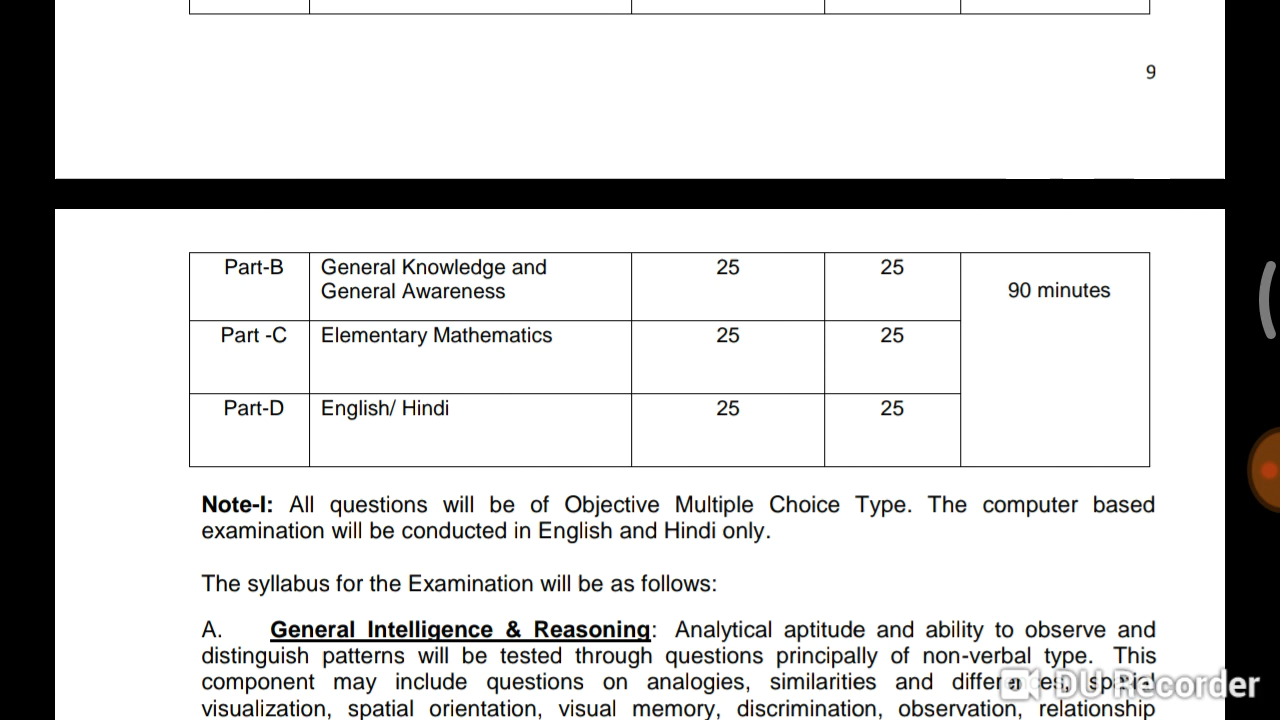 9
Part-B General Knowledge and 25 25
General Awareness
90 minutes
Part -C Elementary Mathematics 25 25
Part-D English/ Hindi 25 25
Note-I: All questions will be of Objective Multiple Choice Type. The computer based
examination will be conducted in English and Hindi only.
The syllabus for the Examination will be as follows:
A. General Intelligence & Reasoning: Analytical aptitude and ability to observe and
distinguish patterns will be tested through questions principally of non-verbal type. This
component may include questions on analogies, similarities and differences, spatial
visualization, spatial orientation, visual memory, discrimination, observation, relationship
DU Recorder